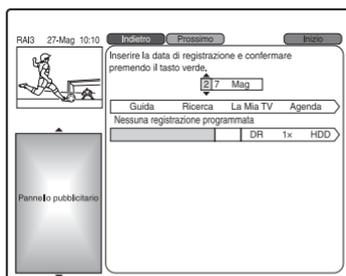 RAI3 27-Mag 10:10
Indietro Prossimo Inizio
Inserire la data di registrazione e confermare
premendo il tasto verde.
2 7 Mag
Guida Ricerca La Mia TV Agenda
Nessuna registrazione programmata
DR 1× HDD
Pannello pubblicitario